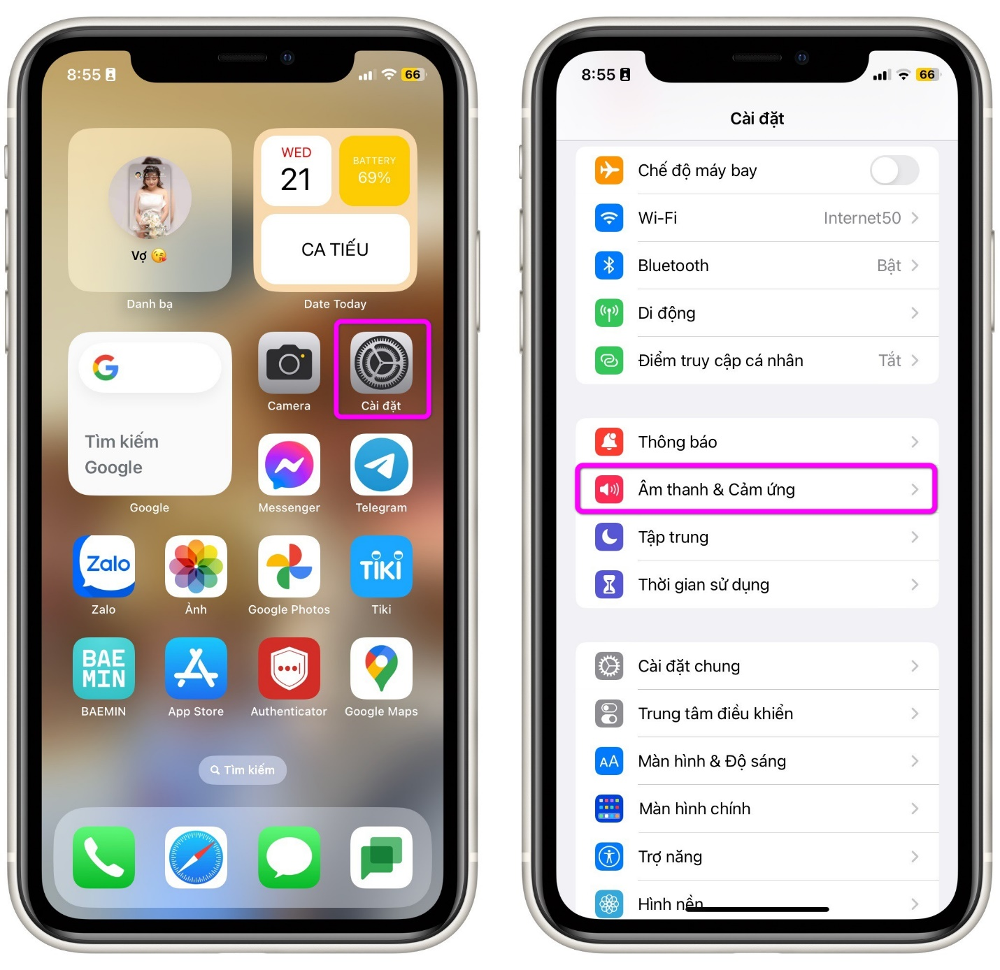 8:55
66
WED
21
BATTERY
69%
CA TIẾU
Vợ
Danh bạ
Date Today
Tìm kiếm
Google
Google
Camera
Cài đặt
Messenger
Telegram
Zalo
TiKi
Zalo
Ảnh
Google Photos
Tiki
BAE
MIN
BAEMIN
App Store
Authenticator
Google Maps
Tìm kiếm
8:55
66
Cài đặt
Chế độ máy bay
Wi-Fi
Internet50
Bluetooth
Bật
Di động
Điểm truy cập cá nhân
Tắt
Thông báo
Âm thanh & Cảm ứng
Tập trung
Thời gian sử dụng
Cài đặt chung
Trung tâm điều khiển
AA
Màn hình & Độ sáng
Màn hình chính
Trợ năng
Hình nền